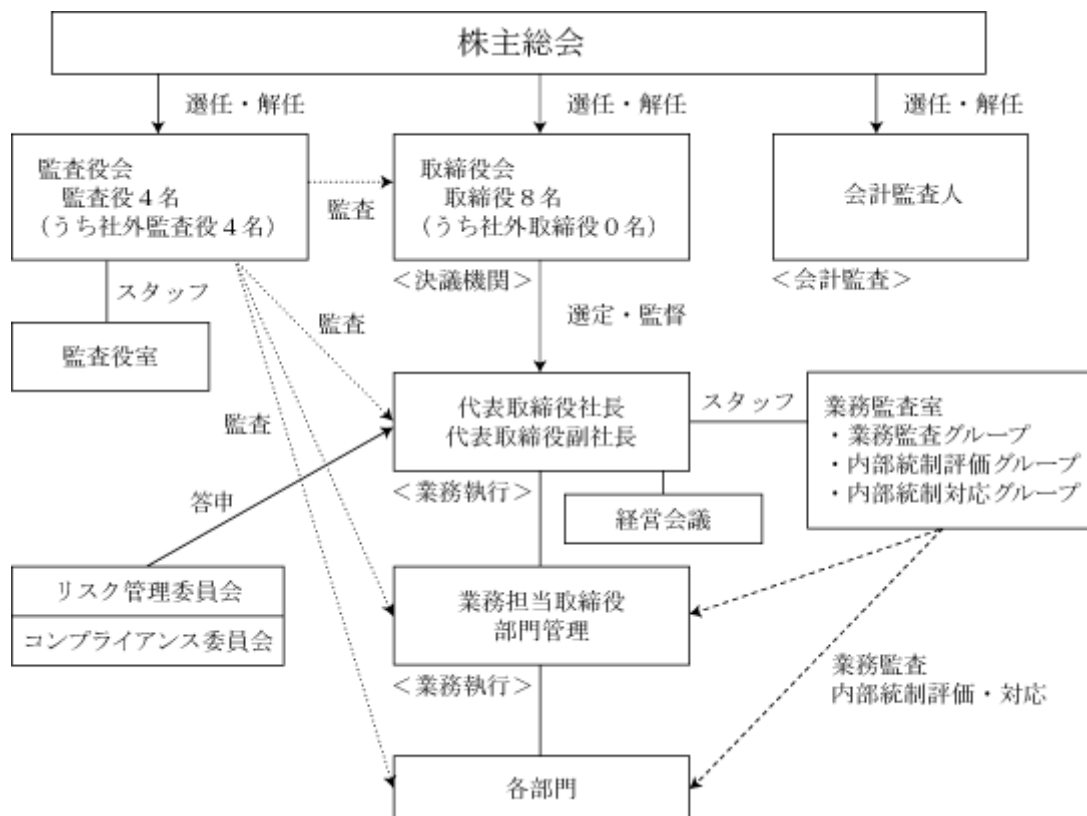 株主総会
選任・解任
選任・解任
選任・解任
監査役会
監査役4名
(うち社外監査役4名)
監査
取締役会
取締役8名
(うち社外取締役0名)
会計監査人
<決議機関>
<会計監査>
スタッフ
監査役室
監査
選定・監督
監査
代表取締役社長
代表取締役副社長
スタッフ
業務監査室
・業務監査グループ
・内部統制評価グループ
・内部統制対応グループ
<業務執行>
経営会議
答申
リスク管理委員会
コンプライアンス委員会
業務担当取締役
部門管理
<業務執行>
業務監査
内部統制評価・対応
各部門